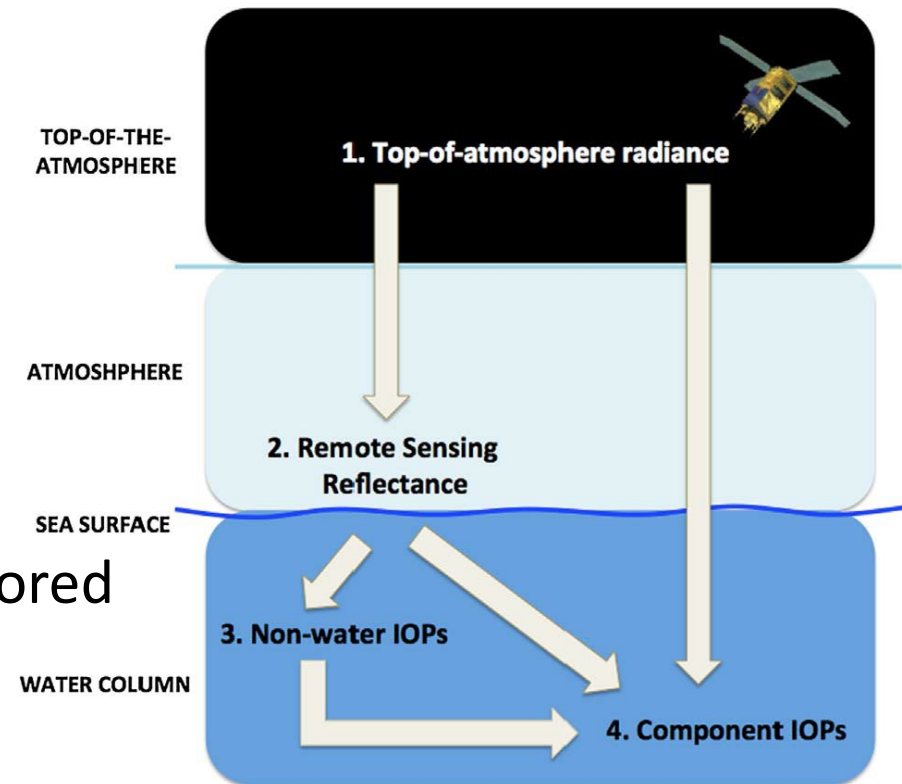 TOP-OF-THE-
ATMOSPHERE
1. Top-of-atmosphere radiance
ATMOSHPHERE
2. Remote Sensing
Reflectance
SEA SURFACE
ored
3. Non-water IOPs
WATER COLUMN
4. Component IOPs